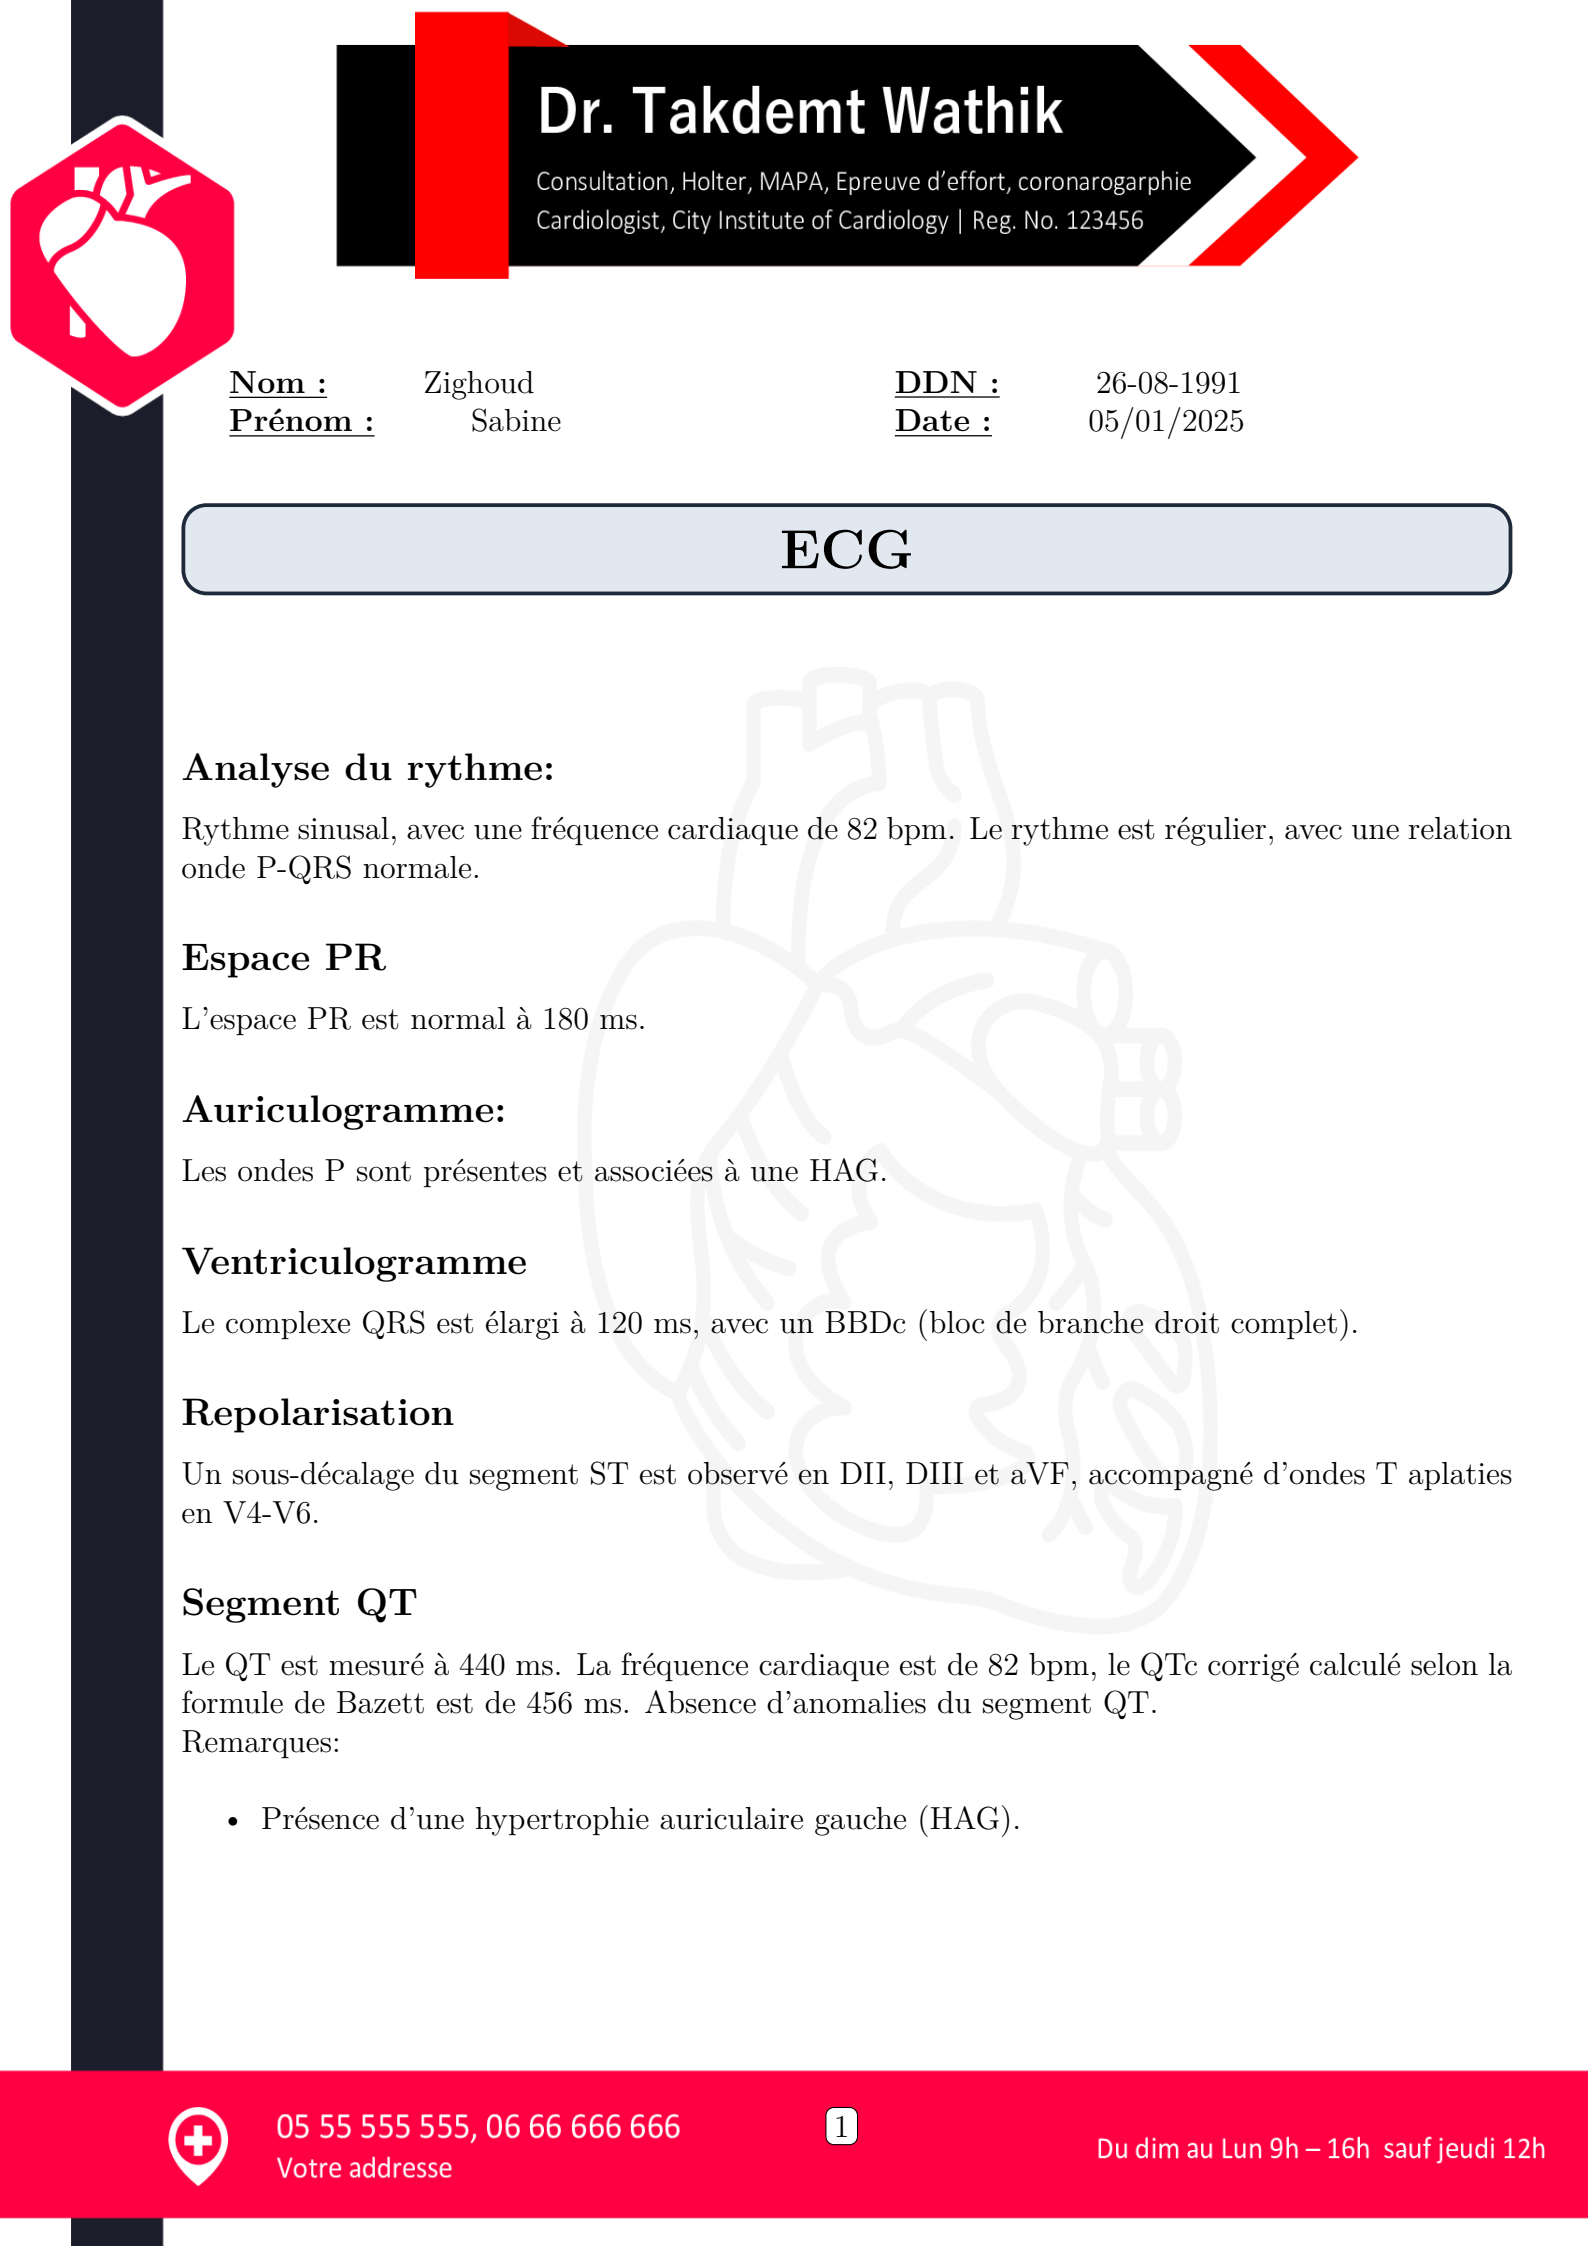 Dr. Takdemt Wathik
Consultation, Holter, MAPA, Epreuve d'effort, coronarogarphie
Cardiologist, City Institute of Cardiology | Reg. No. 123456
Nom : Zighoud DDN : 26-08-1991
Prénom : Sabine Date : 05/01/2025
ECG
Analyse du rythme:
Rythme sinusal, avec une fréquence cardiaque de 82 bpm. Le rythme est régulier, avec une relation
onde P-QRS normale.
Espace PR
L'espace PR est normal à 180 ms.
Auriculogramme:
Les ondes P sont présentes et associées à une HAG.
Ventriculogramme
Le complexe QRS est élargi à 120 ms, avec un BBDc (bloc de branche droit complet).
Repolarisation
Un sous-décalage du segment ST est observé en DII, DIII et aVF, accompagné d'ondes T aplaties
en V4-V6.
Segment QT
Le QT est mesuré à 440 ms. La fréquence cardiaque est de 82 bpm, le QTc corrigé calculé selon la
formule de Bazett est de 456 ms. Absence d'anomalies du segment QT.
Remarques:
• Présence d'une hypertrophie auriculaire gauche (HAG).
05 55 555 555, 06 66 666 666
Votre addresse
1
Du dim au Lun 9h – 16h sauf jeudi 12h